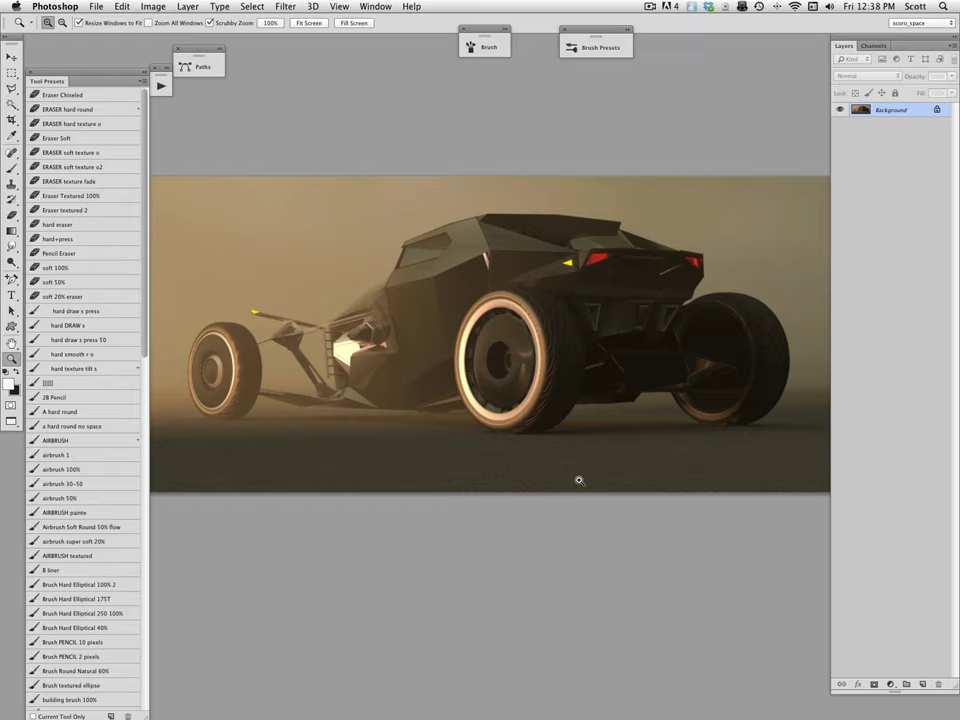 Photoshop File Edit Image Layer Type Select Filter 3D View Window Help 4 Fri 12:38 PM Scott
Resize Windows to Fit Zoom All Windows Scrubby Zoom 100% Fit Screen Fill Screen scoro_space
Brush
Brush Presets
Paths
Layers Channels
Kind
Normal Opacity: 100%
Lock: Fill: 100%
Background
Tool Presets
Eraser Chiseled
ERASER hard round
ERASER hard texture o
Eraser Soft
ERASER soft texture o
ERASER soft texture o2
ERASER texture fade
Eraser Textured 100%
Eraser textured 2
hard eraser
hard+press
Pencil Eraser
soft 100%
soft 50%
soft 20% eraser
hard draw s press
hard DRAW s
hard draw s press 50
hard smooth r o
hard texture tilt s
2B Pencil
A hard round
a hard round no space
AIRBRUSH
airbrush 1
airbrush 100%
airbrush 30-50
airbrush 50%
AIRBRUSH painte
Airbrush Soft Round 50% flow
airbrush super soft 20%
AIRBRUSH textured
B liner
Brush Hard Elliptical 100% 2
Brush Hard Elliptical 175T
Brush Hard Elliptical 250 100%
Brush Hard Elliptical 40%
Brush PENCIL 10 pixels
Brush PENCIL 2 pixels
Brush Round Natural 60%
Brush textured ellipse
building brush 100%
Current Tool Only